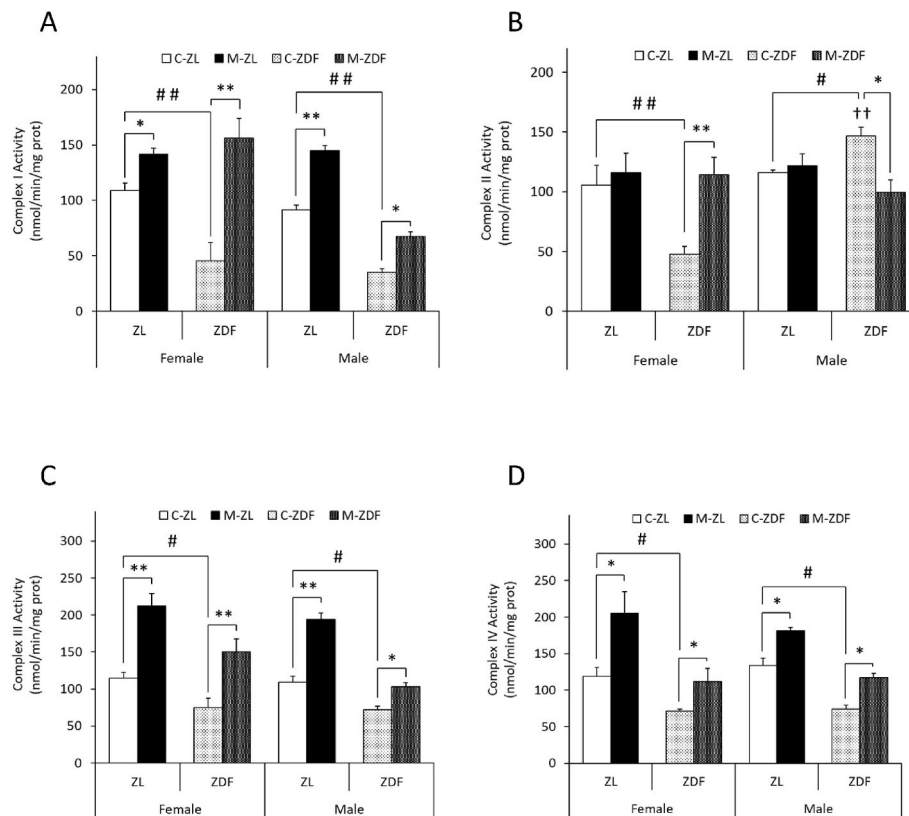 A
C-ZL M-ZL C-ZDF M-ZDF
Complex I Activity
(nmol/min/mg prot)
200
150
100
50
0
# #
*
**
# #
**
*
ZL ZDF ZL ZDF
Female Male
B
C-ZL M-ZL C-ZDF M-ZDF
Complex II Activity
(nmol/min/mg prot)
200
150
100
50
0
# #
**
#
*
††
ZL ZDF ZL ZDF
Female Male
C
C-ZL M-ZL C-ZDF M-ZDF
Complex III Activity
(nmol/min/mg prot)
300
250
200
150
100
50
0
#
**
**
#
**
*
ZL ZDF ZL ZDF
Female Male
D
C-ZL M-ZL C-ZDF M-ZDF
Complex IV Activity
(nmol/min/mg prot)
300
250
200
150
100
50
0
#
*
*
#
*
*
ZL ZDF ZL ZDF
Female Male